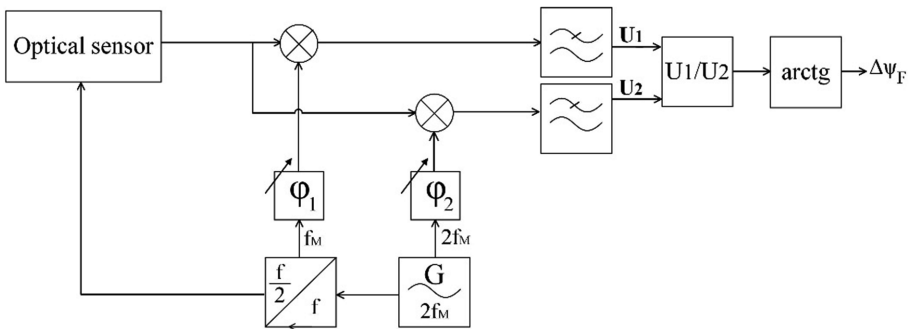 Optical sensor
U1
U2
U1/U2
arctg
ΔψF
φ1
φ2
fM
2fM
f
2
f
G
2fM